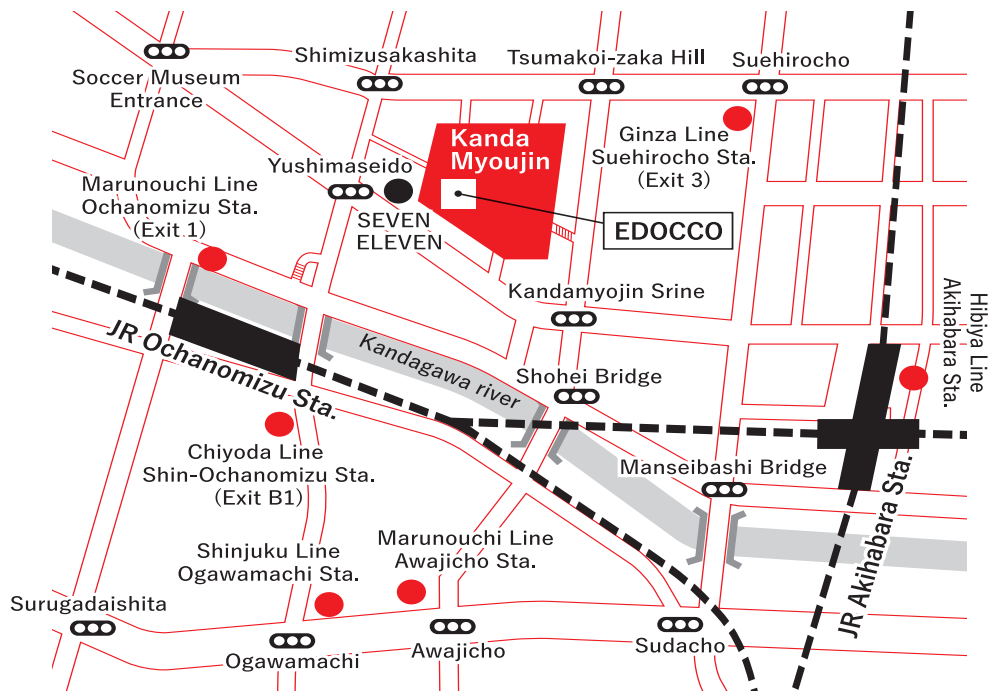 Shimizusakashita
Tsumakoi-zaka Hill
Suehirocho
Soccer Museum
Entrance
Kanda
Myoujin
Ginza Line
Suehirocho Sta.
(Exit 3)
Yushimaseido
Marunouchi Line
Ochanomizu Sta.
(Exit 1)
SEVEN
ELEVEN
EDOCCO
Kandamyojin Srine
Hibiya Line
Akihabara Sta.
JR Ochanomizu Sta.
Kandagawa river
Shohei Bridge
Chiyoda Line
Shin-Ochanomizu Sta.
(Exit B1)
Manseibashi Bridge
JR Akihabara Sta.
Shinjuku Line
Ogawamachi Sta.
Marunouchi Line
Awajicho Sta.
Surugadaishita
Ogawamachi
Awajicho
Sudacho